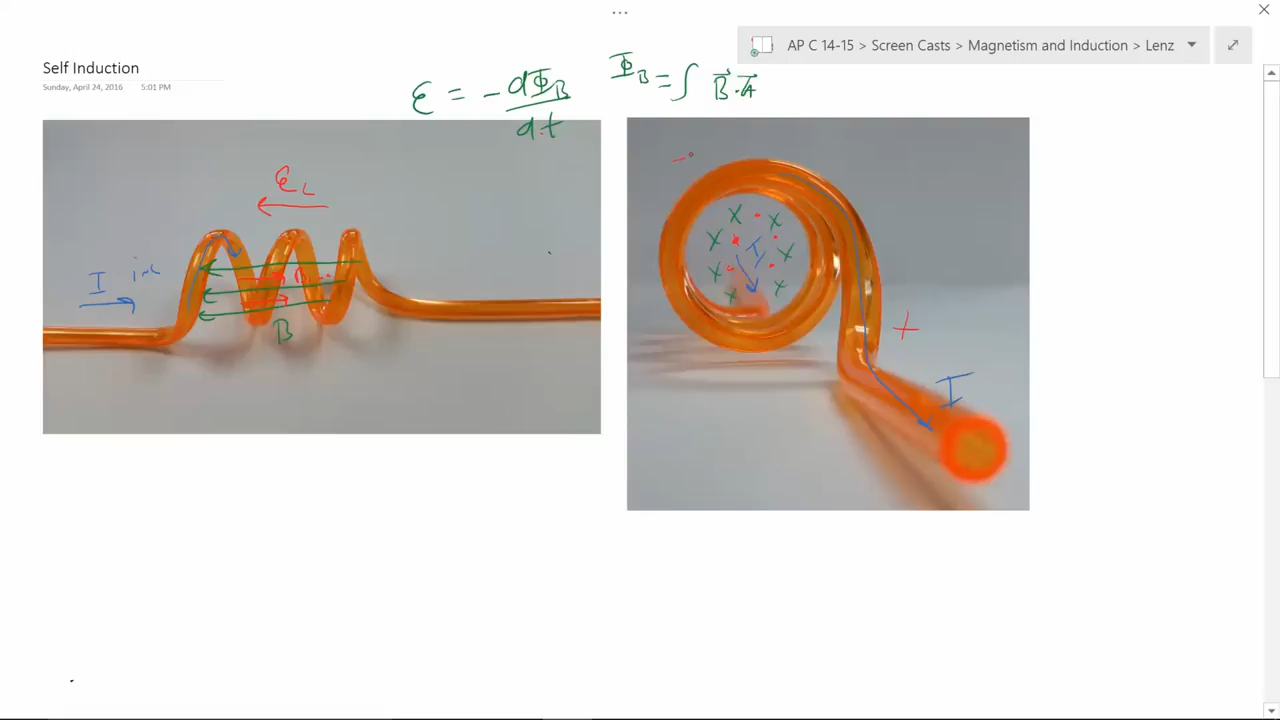 AP C 14-15 > Screen Casts > Magnetism and Induction > Lenz
Self Induction
Sunday, April 24, 2016 5:01 PM
ε = - dΦB/dt
ΦB = ∫ B⃗ · A⃗
εL
I inc
B
X X
X I X
X X
-
+
I